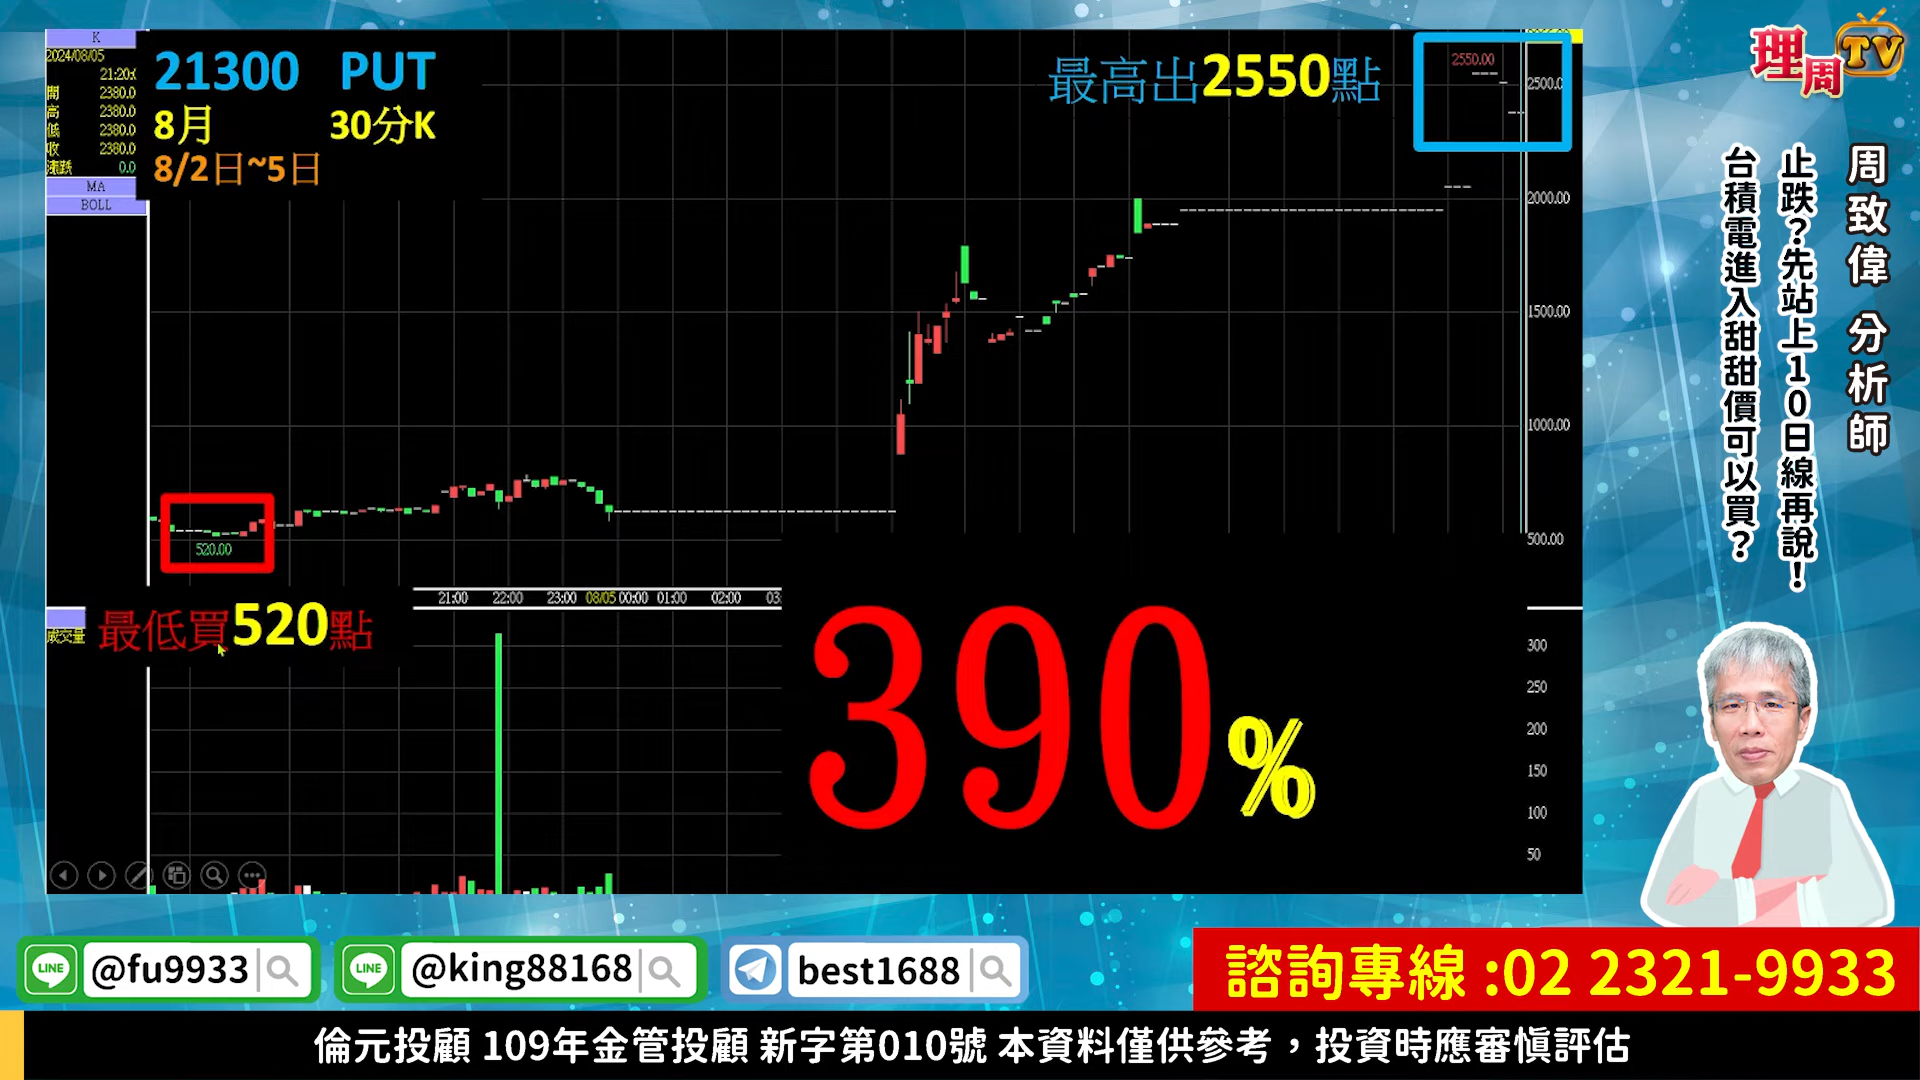 K
2024/08/05
21:20:0
開 2380.0
高 2380.0
低 2380.0
收 2380.0
漲跌 0.0
MA
BOLL
21300 PUT
8月 30分K
8/2日~5日
最高出2550點
2550.00
2500.0
2000.00
1500.00
1000.00
500.00
520.00
最低買520點
成交量
21:00 22:00 23:00 08/05 00:00 01:00 02:00 03:
390%
300
250
200
150
100
50
理周TV
周致偉 分析師
止跌?先站上10日線再說!
台積電進入甜甜價可以買?
LINE @fu9933
LINE @king88168
best1688
諮詢專線 :02 2321-9933
倫元投顧 109年金管投顧 新字第010號 本資料僅供參考，投資時應審慎評估